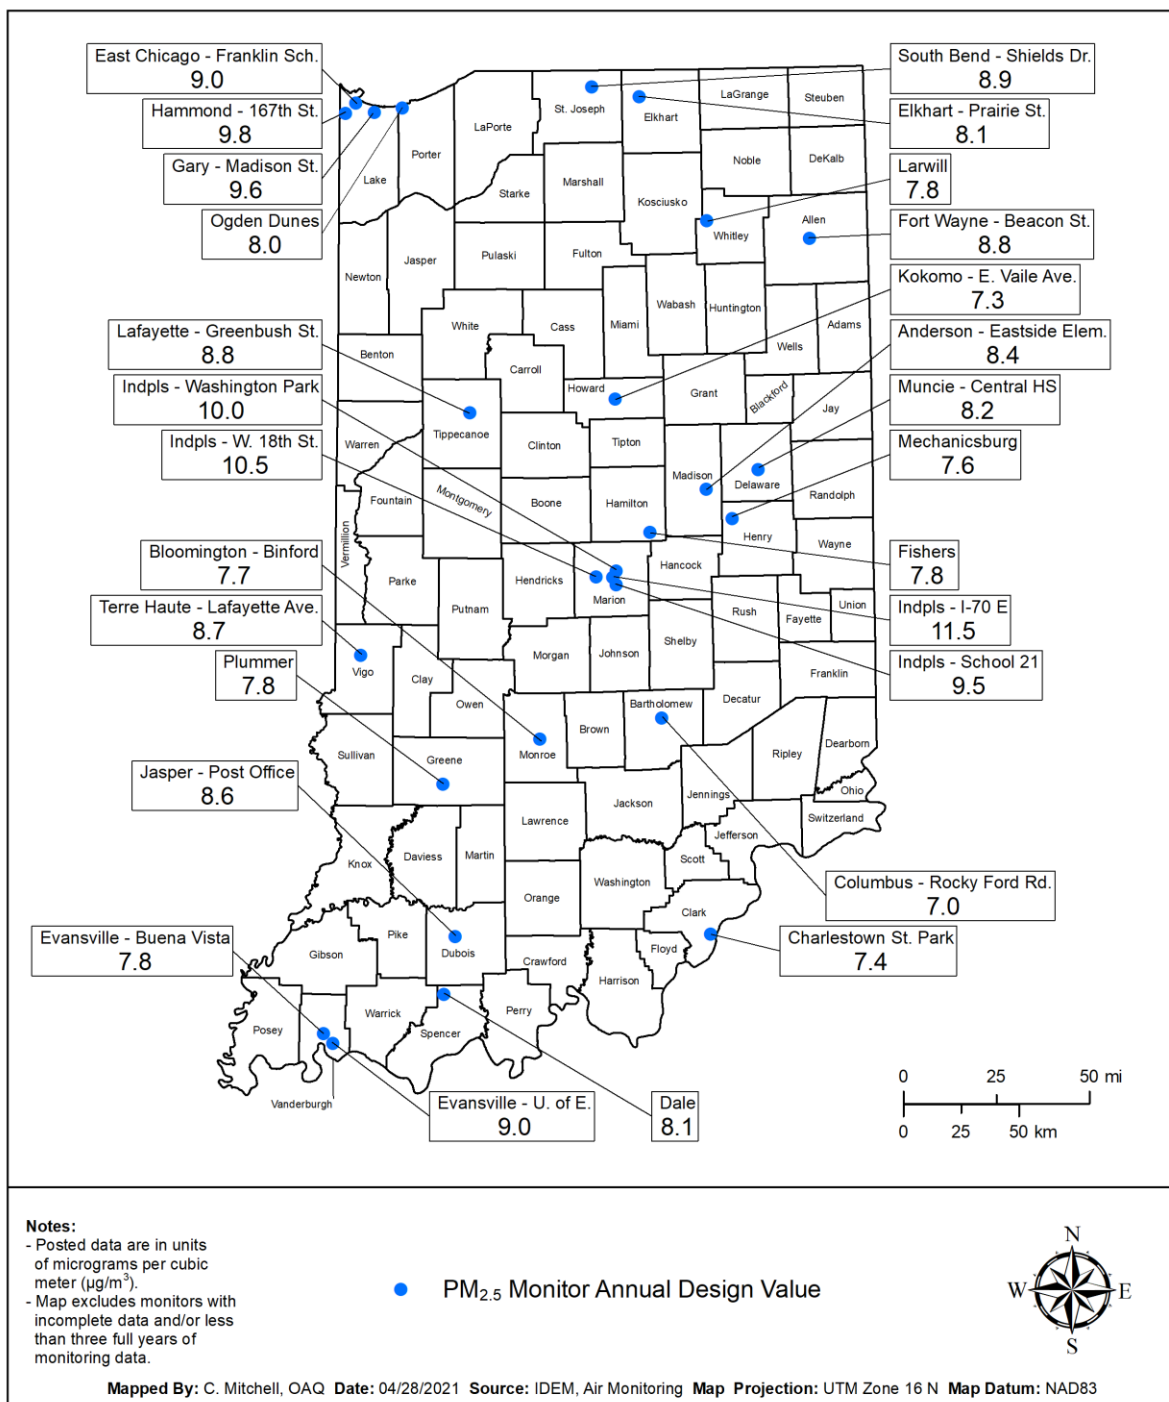 East Chicago - Franklin Sch.
9.0
Hammond - 167th St.
9.8
Gary - Madison St.
9.6
Ogden Dunes
8.0
Lafayette - Greenbush St.
8.8
Indpls - Washington Park
10.0
Indpls - W. 18th St.
10.5
Bloomington - Binford
7.7
Terre Haute - Lafayette Ave.
8.7
Plummer
7.8
Jasper - Post Office
8.6
Evansville - Buena Vista
7.8
South Bend - Shields Dr.
8.9
Elkhart - Prairie St.
8.1
Larwill
7.8
Fort Wayne - Beacon St.
8.8
Kokomo - E. Vaile Ave.
7.3
Anderson - Eastside Elem.
8.4
Muncie - Central HS
8.2
Mechanicsburg
7.6
Fishers
7.8
Indpls - I-70 E
11.5
Indpls - School 21
9.5
Columbus - Rocky Ford Rd.
7.0
Charlestown St. Park
7.4
Evansville - U. of E.
9.0
Dale
8.1
LaPorte
St. Joseph
Elkhart
LaGrange
Steuben
Lake
Porter
Starke
Marshall
Kosciusko
Noble
DeKalb
Whitley
Allen
Newton
Jasper
Pulaski
Fulton
Wabash
Huntington
Miami
Cass
White
Benton
Carroll
Howard
Grant
Wells
Adams
Blackford
Jay
Warren
Tippecanoe
Clinton
Tipton
Madison
Delaware
Randolph
Fountain
Montgomery
Boone
Hamilton
Henry
Wayne
Vermillion
Parke
Putnam
Hendricks
Marion
Hancock
Rush
Fayette
Union
Vigo
Clay
Owen
Morgan
Johnson
Shelby
Franklin
Decatur
Sullivan
Greene
Monroe
Brown
Bartholomew
Ripley
Dearborn
Ohio
Switzerland
Jennings
Jefferson
Jackson
Lawrence
Knox
Daviess
Martin
Orange
Washington
Scott
Clark
Floyd
Harrison
Crawford
Dubois
Pike
Gibson
Posey
Warrick
Spencer
Perry
Vanderburgh
0 25 50 mi
0 25 50 km
Notes:
- Posted data are in units
of micrograms per cubic
meter (µg/m³).
- Map excludes monitors with
incomplete data and/or less
than three full years of
monitoring data.
PM₂.₅ Monitor Annual Design Value
N
W E
S
Mapped By: C. Mitchell, OAQ Date: 04/28/2021 Source: IDEM, Air Monitoring Map Projection: UTM Zone 16 N Map Datum: NAD83